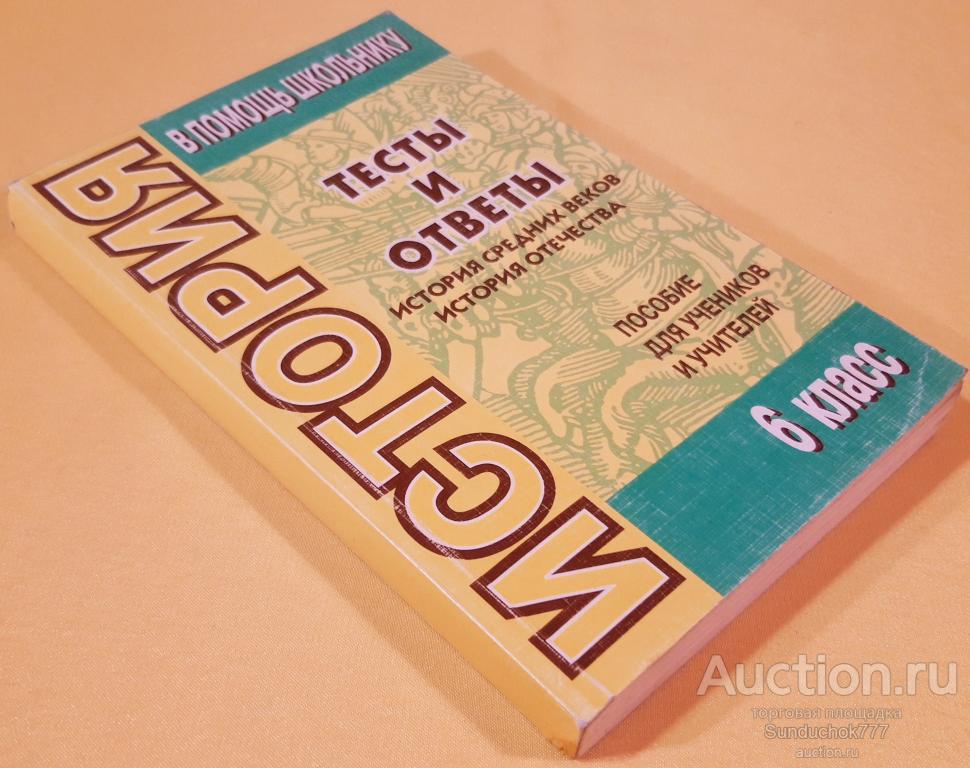 В ПОМОЩЬ ШКОЛЬНИКУ
ИСТОРИЯ
ТЕСТЫ
И
ОТВЕТЫ
ИСТОРИЯ СРЕДНИХ ВЕКОВ
ИСТОРИЯ ОТЕЧЕСТВА
ПОСОБИЕ
ДЛЯ УЧЕНИКОВ
И УЧИТЕЛЕЙ
6 класс
Auction.ru
торговая площадка
Sunduchok777
auction.ru